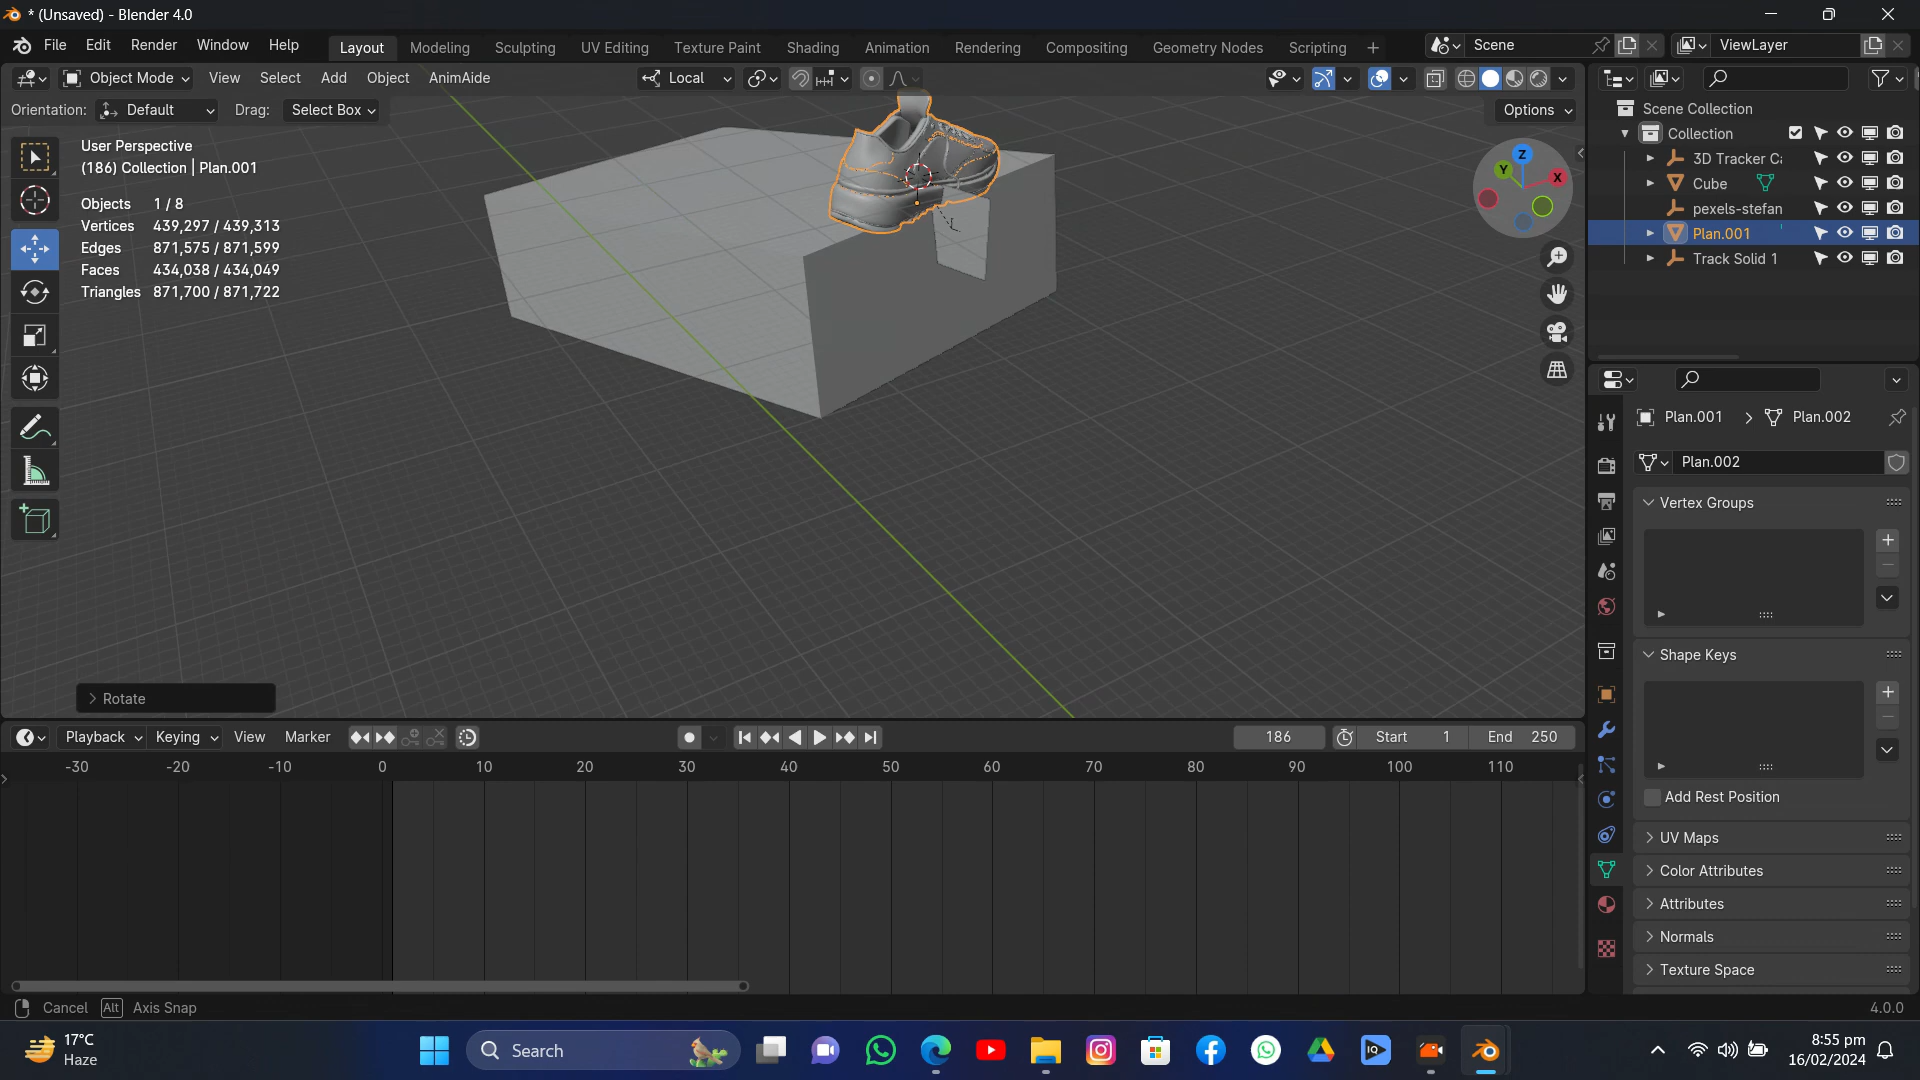 * (Unsaved) - Blender 4.0
File Edit Render Window Help
Layout Modeling Sculpting UV Editing Texture Paint Shading Animation Rendering Compositing Geometry Nodes Scripting +
Scene
ViewLayer
Object Mode View Select Add Object AnimAide
Local
Orientation: Default Drag: Select Box
Options
User Perspective
(186) Collection | Plan.001
Objects 1 / 8
Vertices 439,297 / 439,313
Edges 871,575 / 871,599
Faces 434,038 / 434,049
Triangles 871,700 / 871,722
Z
Y
X
Scene Collection
Collection
3D Tracker Ca
Cube
pexels-stefan
Plan.001
Track Solid 1
Plan.001 > Plan.002
Plan.002
Vertex Groups
Shape Keys
Add Rest Position
UV Maps
Color Attributes
Attributes
Normals
Texture Space
Rotate
Playback Keying View Marker
186 Start 1 End 250
-30 -20 -10 0 10 20 30 40 50 60 70 80 90 100 110
Cancel Alt Axis Snap
4.0.0
17°C
Haze
Search
IQ
8:55 pm
16/02/2024